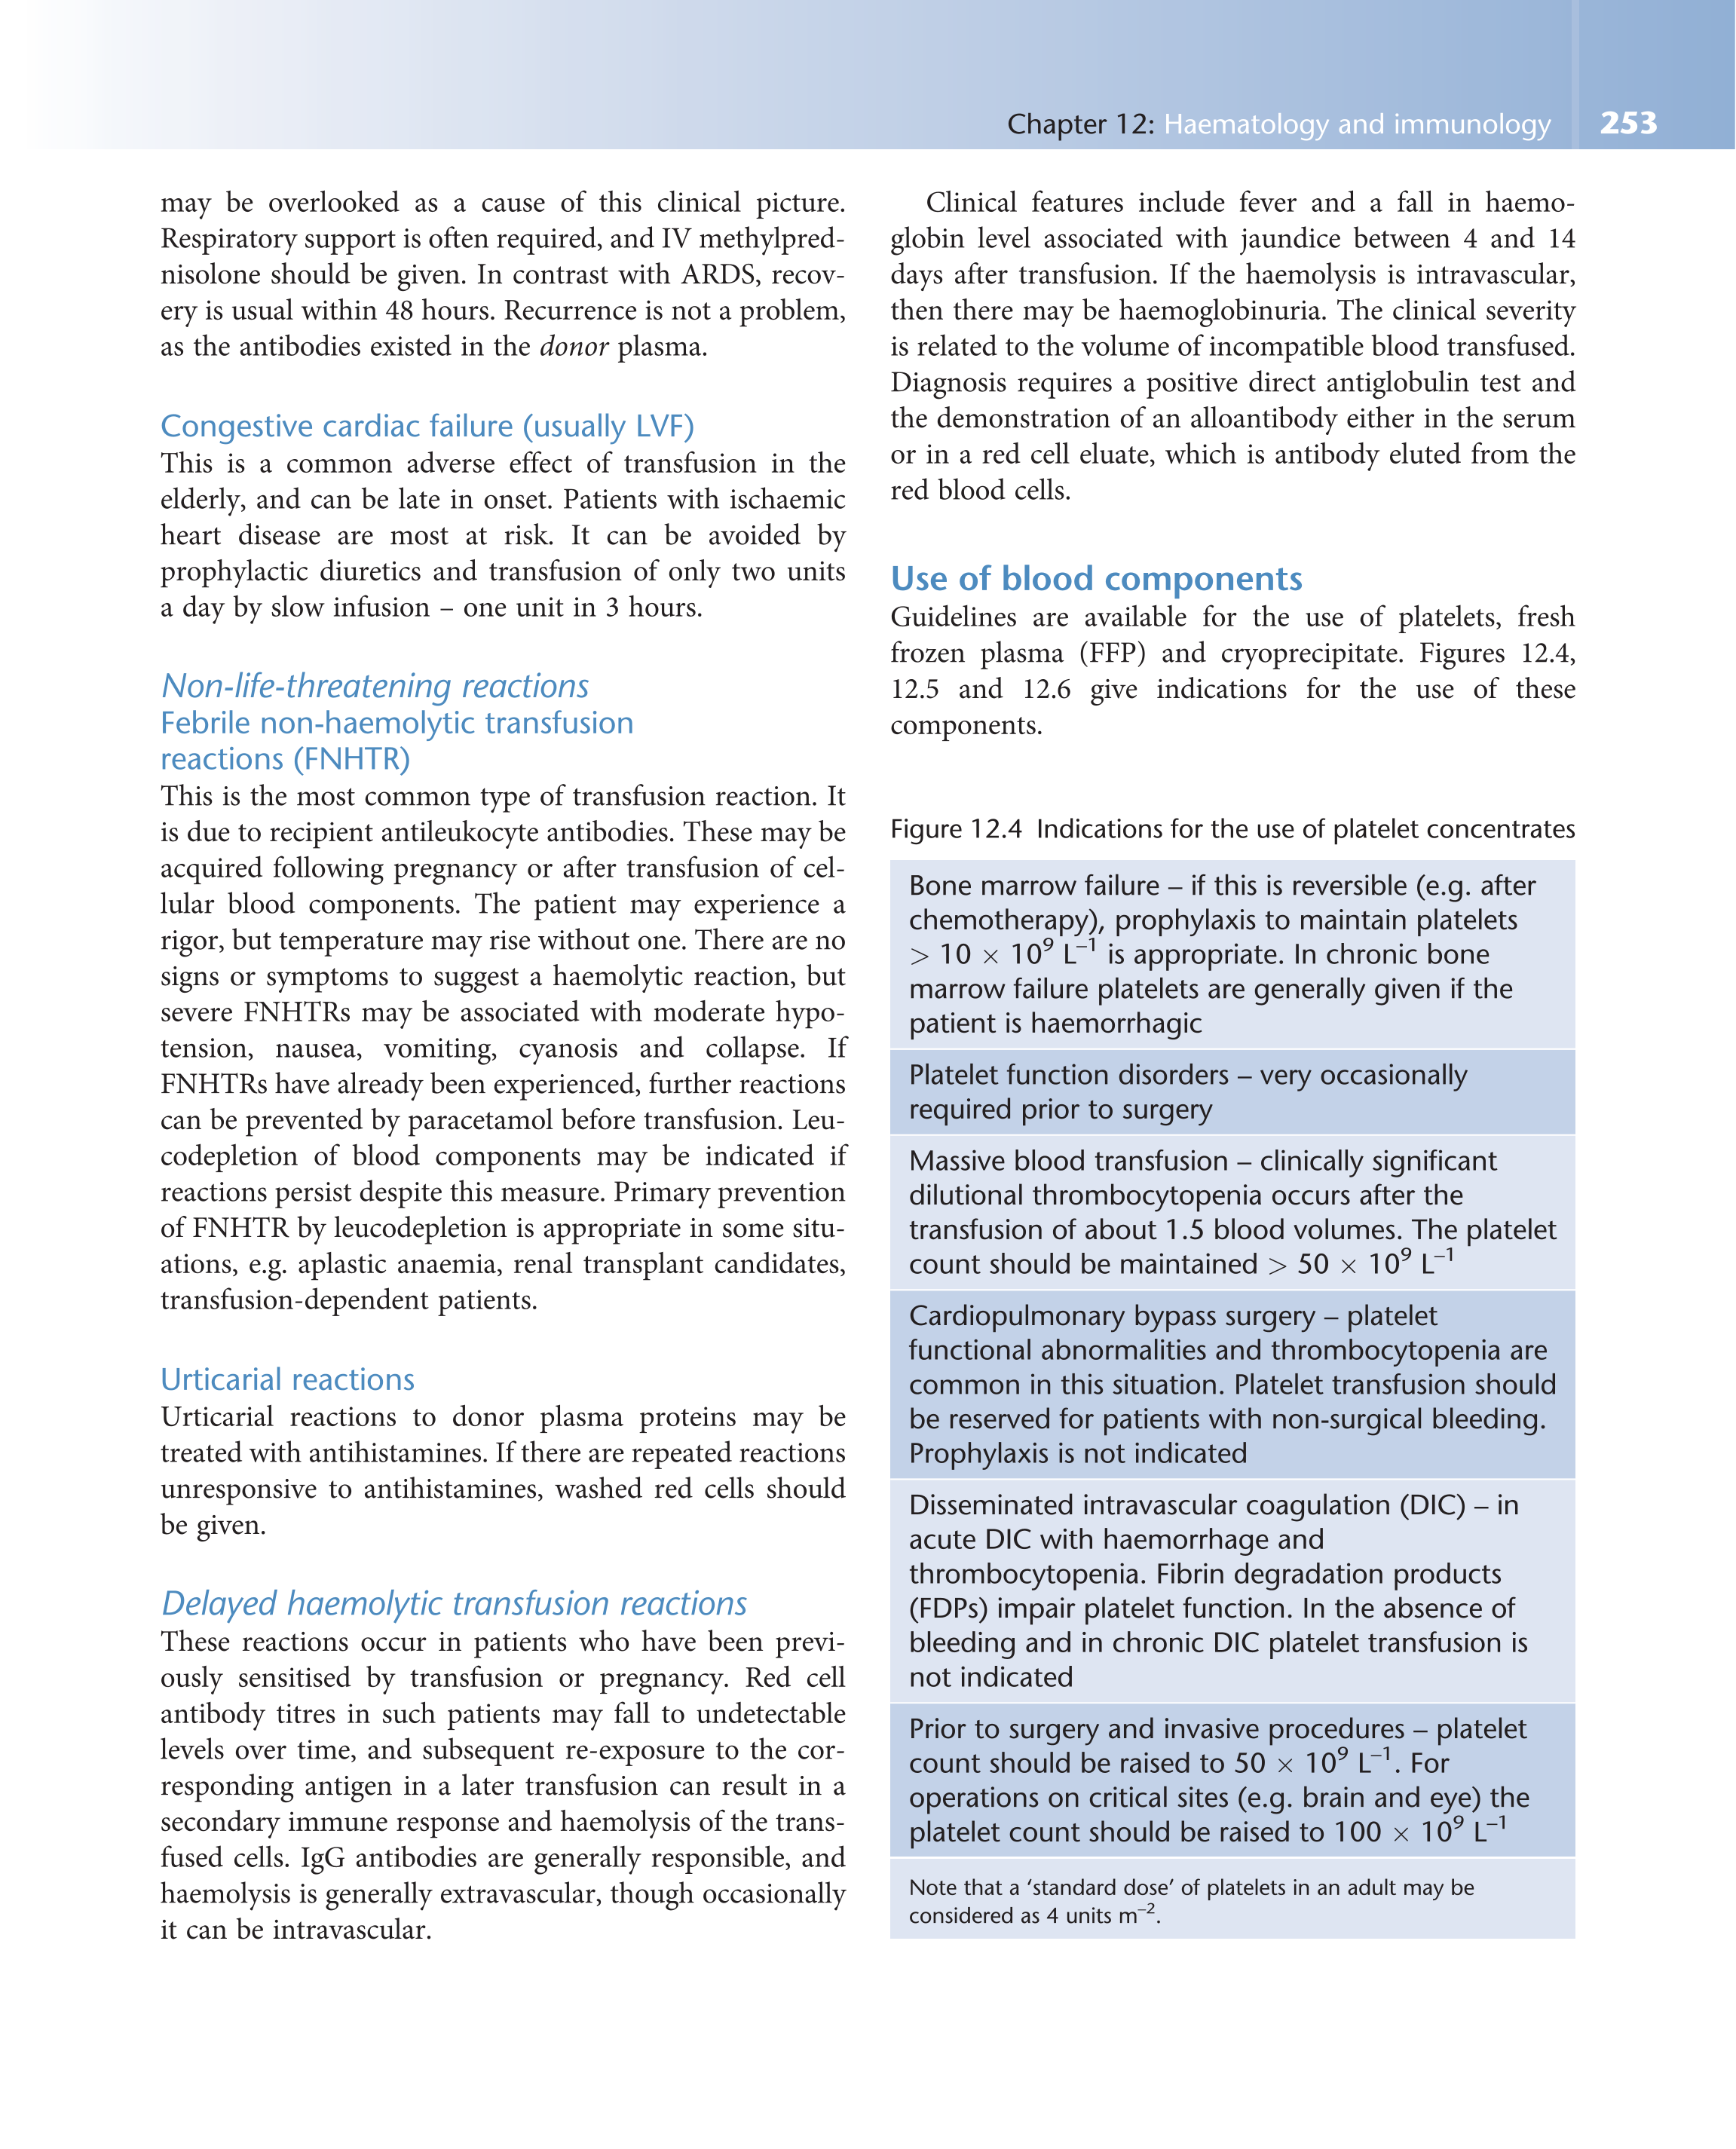 Chapter 12: Haematology and immunology 253
may be overlooked as a cause of this clinical picture.
Respiratory support is often required, and IV methylpred-
nisolone should be given. In contrast with ARDS, recov-
ery is usual within 48 hours. Recurrence is not a problem,
as the antibodies existed in the donor plasma.
Congestive cardiac failure (usually LVF)
This is a common adverse effect of transfusion in the
elderly, and can be late in onset. Patients with ischaemic
heart disease are most at risk. It can be avoided by
prophylactic diuretics and transfusion of only two units
a day by slow infusion – one unit in 3 hours.
Non-life-threatening reactions
Febrile non-haemolytic transfusion
reactions (FNHTR)
This is the most common type of transfusion reaction. It
is due to recipient antileukocyte antibodies. These may be
acquired following pregnancy or after transfusion of cel-
lular blood components. The patient may experience a
rigor, but temperature may rise without one. There are no
signs or symptoms to suggest a haemolytic reaction, but
severe FNHTRs may be associated with moderate hypo-
tension, nausea, vomiting, cyanosis and collapse. If
FNHTRs have already been experienced, further reactions
can be prevented by paracetamol before transfusion. Leu-
codepletion of blood components may be indicated if
reactions persist despite this measure. Primary prevention
of FNHTR by leucodepletion is appropriate in some situ-
ations, e.g. aplastic anaemia, renal transplant candidates,
transfusion-dependent patients.
Urticarial reactions
Urticarial reactions to donor plasma proteins may be
treated with antihistamines. If there are repeated reactions
unresponsive to antihistamines, washed red cells should
be given.
Delayed haemolytic transfusion reactions
These reactions occur in patients who have been previ-
ously sensitised by transfusion or pregnancy. Red cell
antibody titres in such patients may fall to undetectable
levels over time, and subsequent re-exposure to the cor-
responding antigen in a later transfusion can result in a
secondary immune response and haemolysis of the trans-
fused cells. IgG antibodies are generally responsible, and
haemolysis is generally extravascular, though occasionally
it can be intravascular.
Clinical features include fever and a fall in haemo-
globin level associated with jaundice between 4 and 14
days after transfusion. If the haemolysis is intravascular,
then there may be haemoglobinuria. The clinical severity
is related to the volume of incompatible blood transfused.
Diagnosis requires a positive direct antiglobulin test and
the demonstration of an alloantibody either in the serum
or in a red cell eluate, which is antibody eluted from the
red blood cells.
Use of blood components
Guidelines are available for the use of platelets, fresh
frozen plasma (FFP) and cryoprecipitate. Figures 12.4,
12.5 and 12.6 give indications for the use of these
components.
Figure 12.4 Indications for the use of platelet concentrates
Bone marrow failure – if this is reversible (e.g. after
chemotherapy), prophylaxis to maintain platelets
> 10 × 10⁹ L⁻¹ is appropriate. In chronic bone
marrow failure platelets are generally given if the
patient is haemorrhagic
Platelet function disorders – very occasionally
required prior to surgery
Massive blood transfusion – clinically significant
dilutional thrombocytopenia occurs after the
transfusion of about 1.5 blood volumes. The platelet
count should be maintained > 50 × 10⁹ L⁻¹
Cardiopulmonary bypass surgery – platelet
functional abnormalities and thrombocytopenia are
common in this situation. Platelet transfusion should
be reserved for patients with non-surgical bleeding.
Prophylaxis is not indicated
Disseminated intravascular coagulation (DIC) – in
acute DIC with haemorrhage and
thrombocytopenia. Fibrin degradation products
(FDPs) impair platelet function. In the absence of
bleeding and in chronic DIC platelet transfusion is
not indicated
Prior to surgery and invasive procedures – platelet
count should be raised to 50 × 10⁹ L⁻¹. For
operations on critical sites (e.g. brain and eye) the
platelet count should be raised to 100 × 10⁹ L⁻¹
Note that a ‘standard dose’ of platelets in an adult may be
considered as 4 units m⁻².